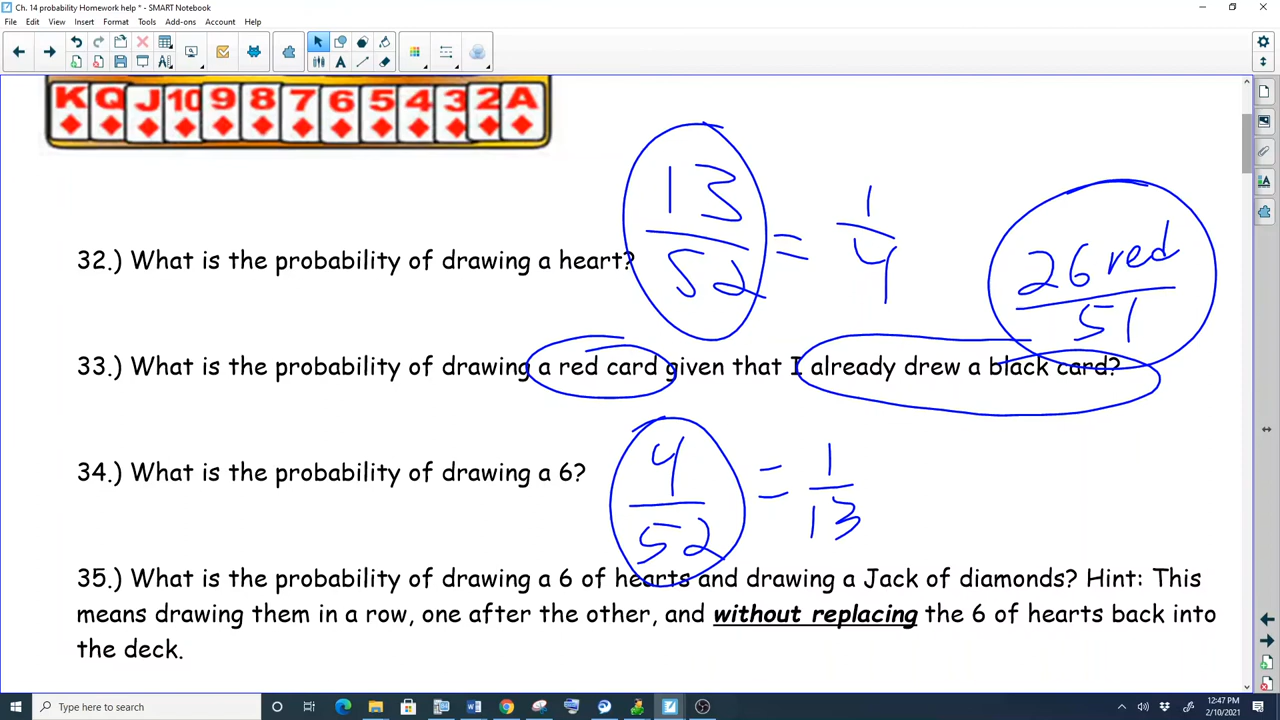 Ch. 14 probability Homework help * - SMART Notebook
File Edit View Insert Format Tools Add-ons Account Help
K Q J 10 9 8 7 6 5 4 3 2 A
32.) What is the probability of drawing a heart? 13/52 = 1/4
26 red/51
33.) What is the probability of drawing a red card given that I already drew a black card?
34.) What is the probability of drawing a 6? 4/52 = 1/13
35.) What is the probability of drawing a 6 of hearts and drawing a Jack of diamonds? Hint: This
means drawing them in a row, one after the other, and without replacing the 6 of hearts back into
the deck.
Type here to search
12:47 PM
2/10/2021